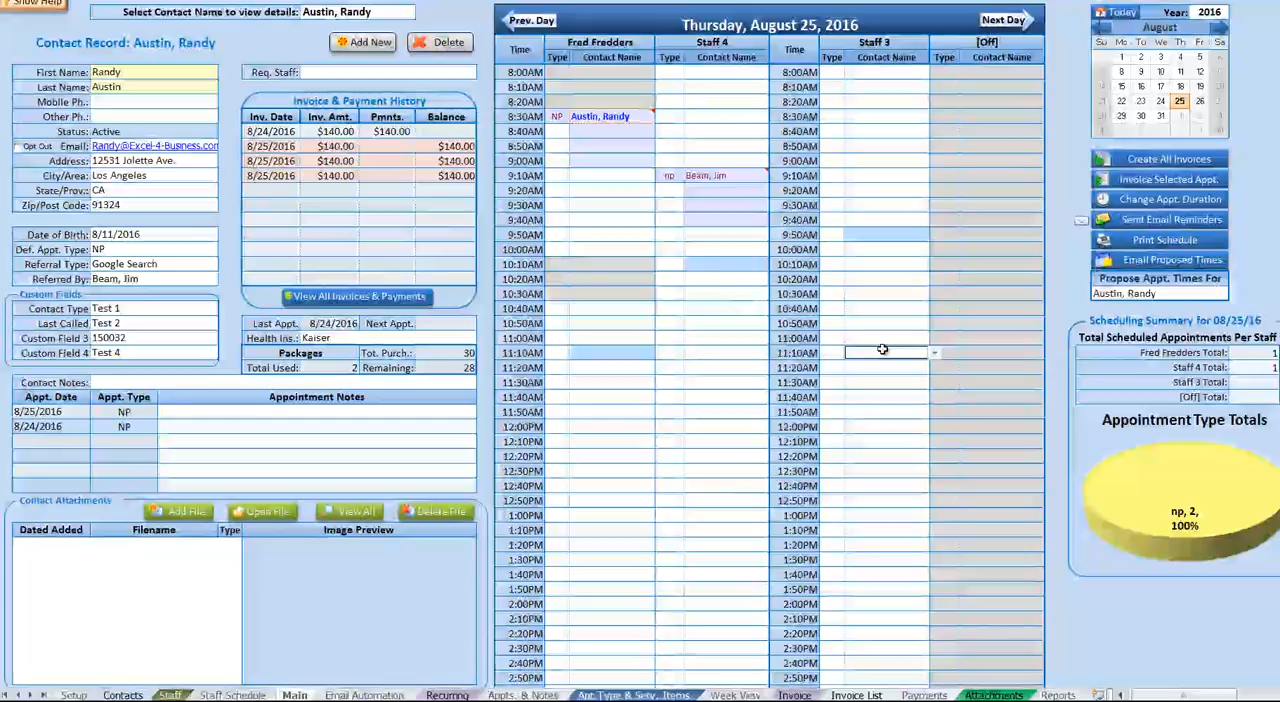 Show Help
Select Contact Name to view details: Austin, Randy
Contact Record: Austin, Randy
Add New
Delete
First Name: Randy
Last Name: Austin
Mobile Ph.:
Other Ph.:
Status: Active
Opt Out Email: Randy@Excel-4-Business.com
Address: 12531 Jolette Ave.
City/Area: Los Angeles
State/Prov.: CA
Zip/Post Code: 91324
Date of Birth: 8/11/2016
Def. Appt. Type: NP
Referral Type: Google Search
Referred By: Beam, Jim
Custom Fields
Contact Type Test 1
Last Called Test 2
Custom Field 3 150032
Custom Field 4 Test 4
Req. Staff:
Invoice & Payment History
Inv. Date Inv. Amt. Pmnts. Balance
8/24/2016 $140.00 $140.00
8/25/2016 $140.00 $140.00
8/25/2016 $140.00 $140.00
8/25/2016 $140.00 $140.00
View All Invoices & Payments
Last Appt. 8/24/2016 Next Appt.
Health Ins.: Kaiser
Packages Tot. Purch.: 30
Total Used: 2 Remaining: 28
Contact Notes:
Appt. Date Appt. Type Appointment Notes
8/25/2016 NP
8/24/2016 NP
Contact Attachments
Add File
Open File
View All
Delete File
Dated Added Filename Type Image Preview
Prev. Day
Thursday, August 25, 2016
Next Day
Time Fred Fredders Staff 4 Time Staff 3 [Off]
Type Contact Name Type Contact Name Type Contact Name Type Contact Name
8:00AM 8:00AM
8:10AM 8:10AM
8:20AM 8:20AM
8:30AM NP Austin, Randy 8:30AM
8:40AM 8:40AM
8:50AM 8:50AM
9:00AM 9:00AM
9:10AM np Beam, Jim 9:10AM
9:20AM 9:20AM
9:30AM 9:30AM
9:40AM 9:40AM
9:50AM 9:50AM
10:00AM 10:00AM
10:10AM 10:10AM
10:20AM 10:20AM
10:30AM 10:30AM
10:40AM 10:40AM
10:50AM 10:50AM
11:00AM 11:00AM
11:10AM 11:10AM
11:20AM 11:20AM
11:30AM 11:30AM
11:40AM 11:40AM
11:50AM 11:50AM
12:00PM 12:00PM
12:10PM 12:10PM
12:20PM 12:20PM
12:30PM 12:30PM
12:40PM 12:40PM
12:50PM 12:50PM
1:00PM 1:00PM
1:10PM 1:10PM
1:20PM 1:20PM
1:30PM 1:30PM
1:40PM 1:40PM
1:50PM 1:50PM
2:00PM 2:00PM
2:10PM 2:10PM
2:20PM 2:20PM
2:30PM 2:30PM
2:40PM 2:40PM
2:50PM 2:50PM
Today Year: 2016
August
Su Mo Tu We Th Fr Sa
1 2 3 4 5 6
8 9 10 11 12 13
15 16 17 18 19 20
22 23 24 25 26
29 30 31
Create All Invoices
Invoice Selected Appt.
Change Appt. Duration
Send Email Reminders
Print Schedule
Email Proposed Times
Propose Appt. Times For
Austin, Randy
Scheduling Summary for 08/25/16
Total Scheduled Appointments Per Staff
Fred Fredders Total: 1
Staff 4 Total: 1
Staff 3 Total:
[Off] Total:
Appointment Type Totals
np, 2,
100%
Setup Contacts Staff Staff Schedule Main Email Automation Recurring Appts. & Notes Apt.Type & Serv. Items Week View Invoice Invoice List Payments Attachments Reports